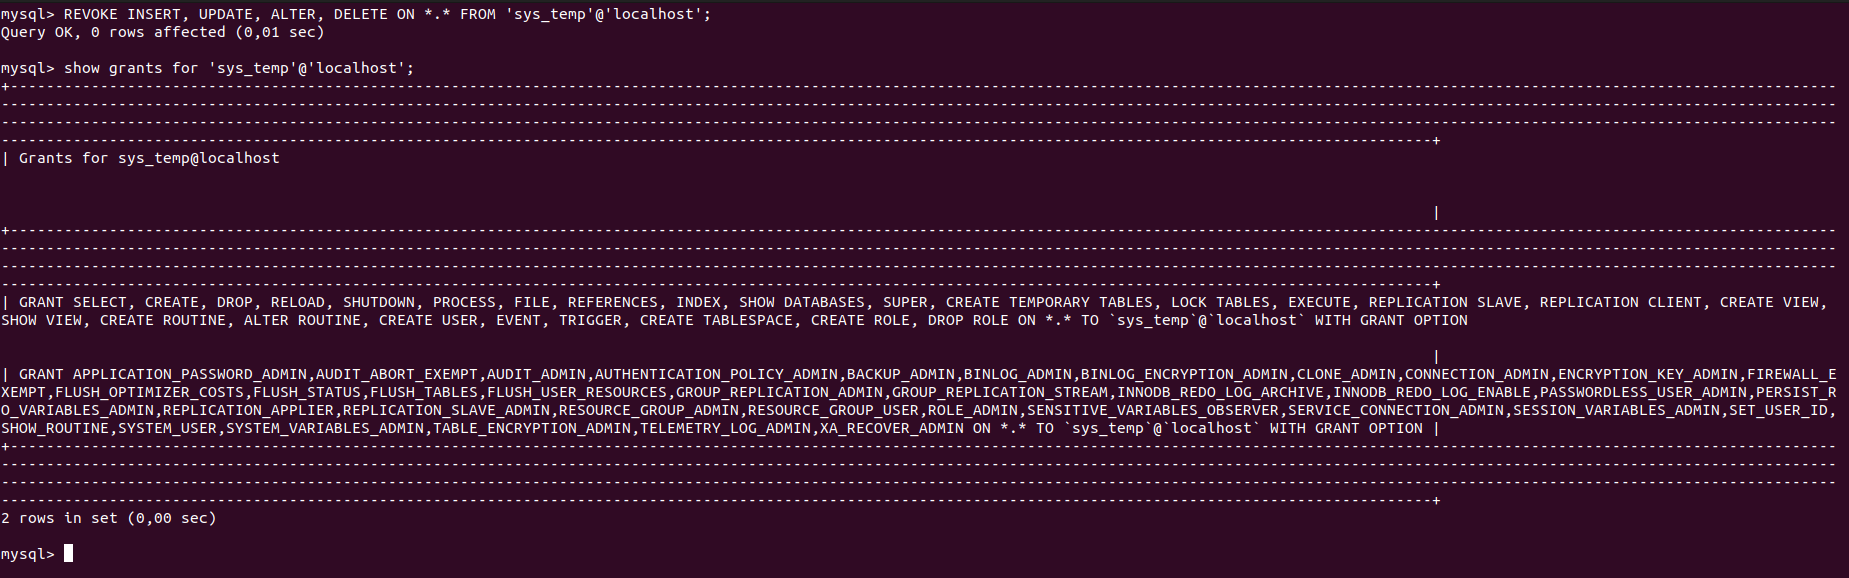 mysql> REVOKE INSERT, UPDATE, ALTER, DELETE ON *.* FROM 'sys_temp'@'localhost';
Query OK, 0 rows affected (0,01 sec)
mysql> show grants for 'sys_temp'@'localhost';
| Grants for sys_temp@localhost
|
| GRANT SELECT, CREATE, DROP, RELOAD, SHUTDOWN, PROCESS, FILE, REFERENCES, INDEX, SHOW DATABASES, SUPER, CREATE TEMPORARY TABLES, LOCK TABLES, EXECUTE, REPLICATION SLAVE, REPLICATION CLIENT, CREATE VIEW,
SHOW VIEW, CREATE ROUTINE, ALTER ROUTINE, CREATE USER, EVENT, TRIGGER, CREATE TABLESPACE, CREATE ROLE, DROP ROLE ON *.* TO `sys_temp`@`localhost` WITH GRANT OPTION
|
| GRANT APPLICATION_PASSWORD_ADMIN,AUDIT_ABORT_EXEMPT,AUDIT_ADMIN,AUTHENTICATION_POLICY_ADMIN,BACKUP_ADMIN,BINLOG_ADMIN,BINLOG_ENCRYPTION_ADMIN,CLONE_ADMIN,CONNECTION_ADMIN,ENCRYPTION_KEY_ADMIN,FIREWALL_E
XEMPT,FLUSH_OPTIMIZER_COSTS,FLUSH_STATUS,FLUSH_TABLES,FLUSH_USER_RESOURCES,GROUP_REPLICATION_ADMIN,GROUP_REPLICATION_STREAM,INNODB_REDO_LOG_ARCHIVE,INNODB_REDO_LOG_ENABLE,PASSWORDLESS_USER_ADMIN,PERSIST_R
O_VARIABLES_ADMIN,REPLICATION_APPLIER,REPLICATION_SLAVE_ADMIN,RESOURCE_GROUP_ADMIN,RESOURCE_GROUP_USER,ROLE_ADMIN,SENSITIVE_VARIABLES_OBSERVER,SERVICE_CONNECTION_ADMIN,SESSION_VARIABLES_ADMIN,SET_USER_ID,
SHOW_ROUTINE,SYSTEM_USER,SYSTEM_VARIABLES_ADMIN,TABLE_ENCRYPTION_ADMIN,TELEMETRY_LOG_ADMIN,XA_RECOVER_ADMIN ON *.* TO `sys_temp`@`localhost` WITH GRANT OPTION |
2 rows in set (0,00 sec)
mysql>